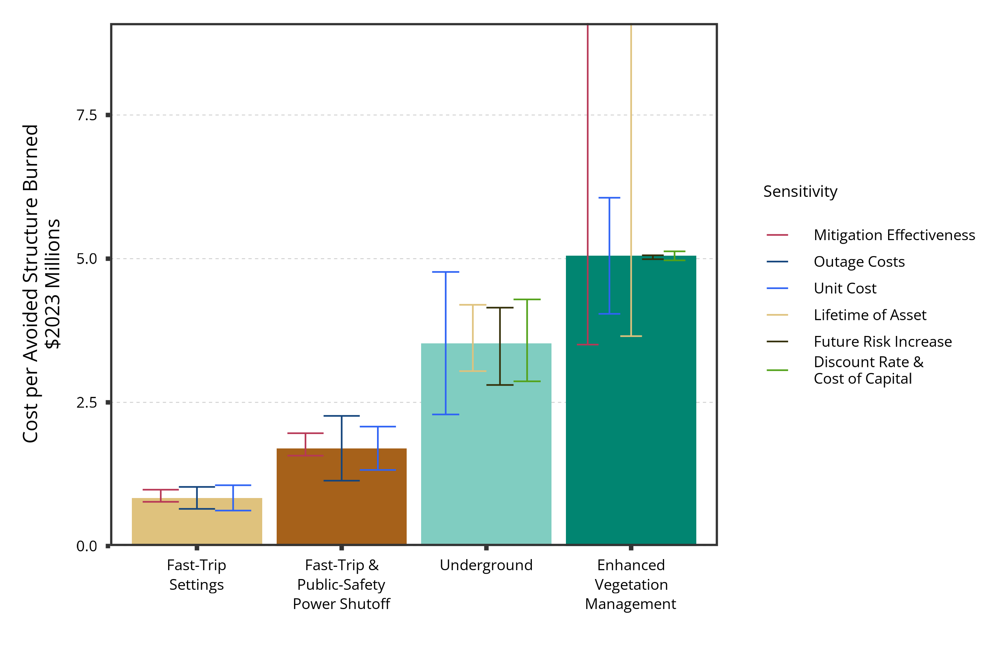 Cost per Avoided Structure Burned
$2023 Millions
7.5
5.0
2.5
0.0
Fast-Trip
Settings
Fast-Trip &
Public-Safety
Power Shutoff
Underground
Enhanced
Vegetation
Management
Sensitivity
Mitigation Effectiveness
Outage Costs
Unit Cost
Lifetime of Asset
Future Risk Increase
Discount Rate &
Cost of Capital